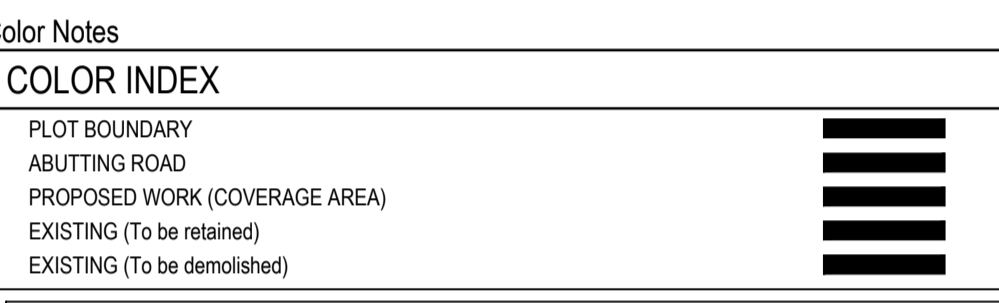 olor Notes
COLOR INDEX
PLOT BOUNDARY
ABUTTING ROAD
PROPOSED WORK (COVERAGE AREA)
EXISTING (To be retained)
EXISTING (To be demolished)